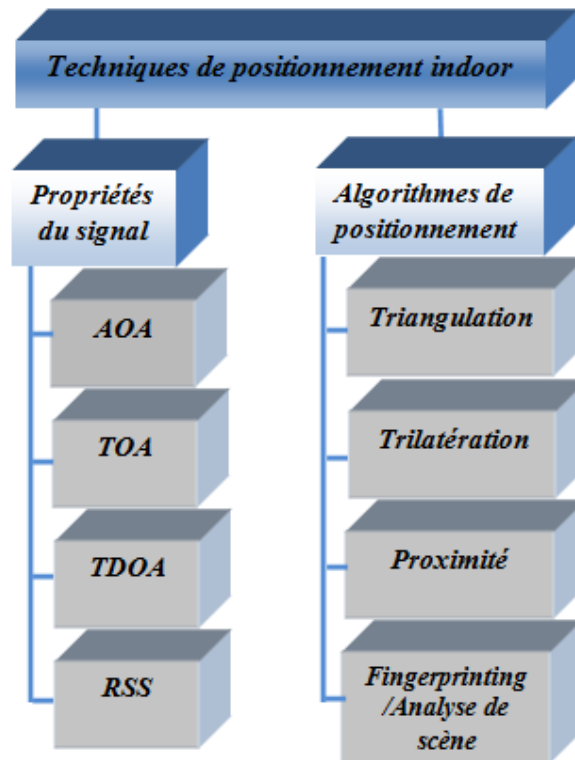 Techniques de positionnement indoor
Propriétés
du signal
AOA
TOA
TDOA
RSS
Algorithmes de
positionnement
Triangulation
Trilatération
Proximité
Fingerprinting
/Analyse de
scène